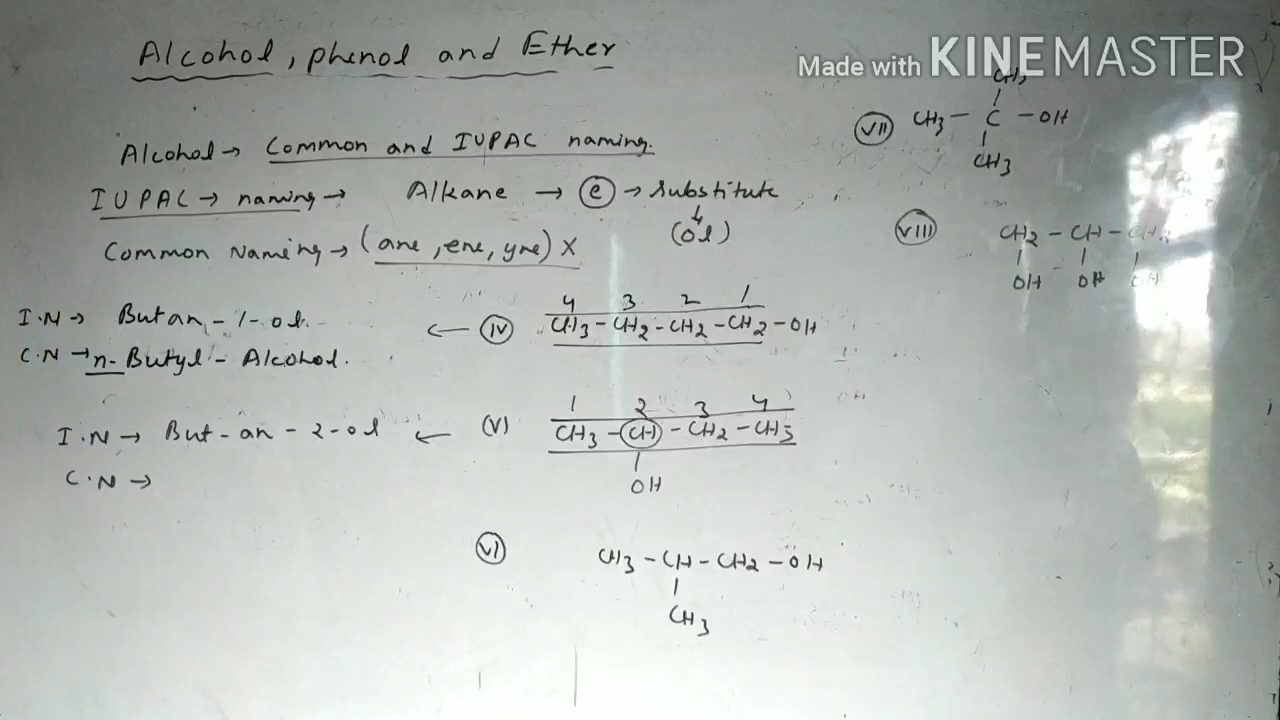 Alcohol, phenol and Ether
Made with KINEMASTER
Alcohol → Common and IUPAC naming.
IUPAC → naming → Alkane → e → substitute
(ol)
Common Naming → (ane, ene, yne) X
I.N → Butan-1-ol.
C.N → n-Butyl-Alcohol.
← iv
4 3 2 1
CH3 - CH2 - CH2 - CH2 - OH
I.N → But-an-2-ol ← (v)
1 2 3 4
CH3 - CH - CH2 - CH3
OH
C.N →
vi CH3 - CH - CH2 - OH
CH3
CH3
vii CH3 - C - OH
CH3
viii CH2 - CH - CH2
OH OH OH